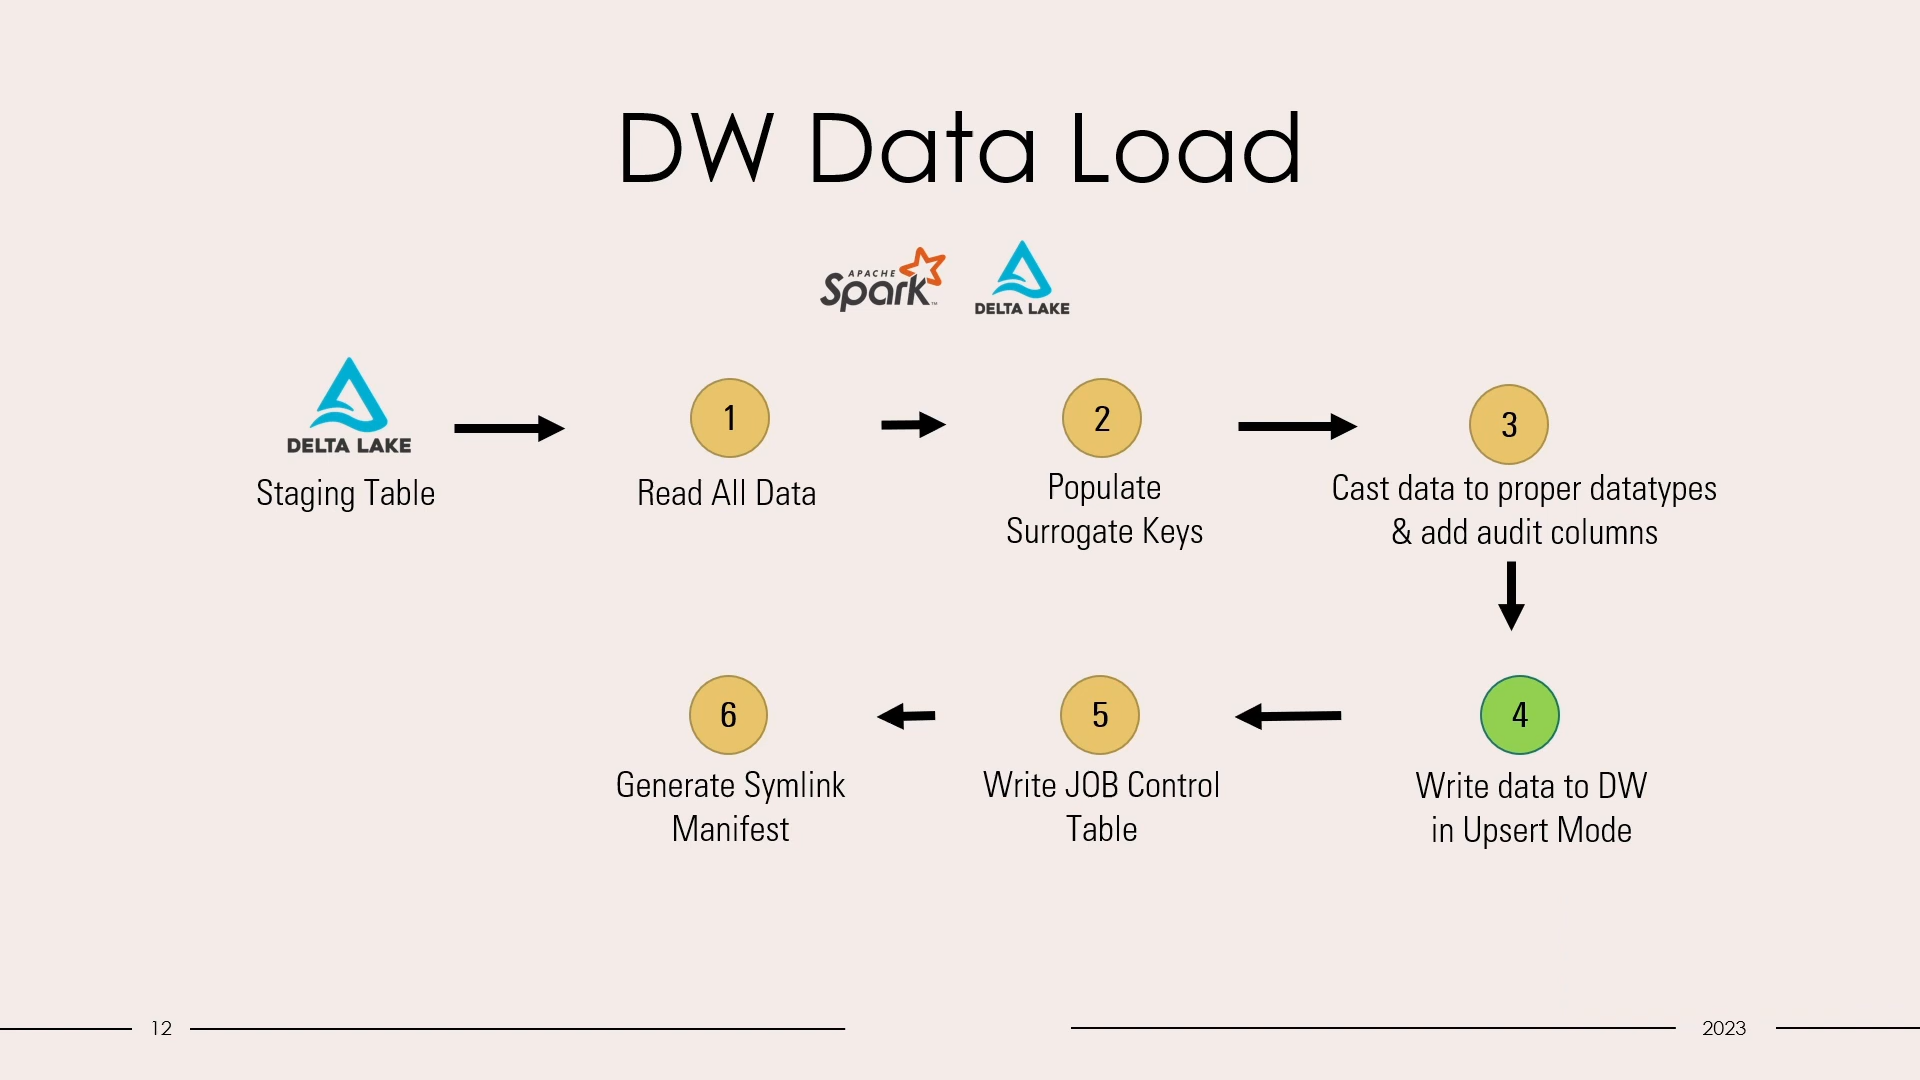 DW Data Load
APACHE
Spark™
DELTA LAKE
DELTA LAKE
Staging Table
1
Read All Data
2
Populate
Surrogate Keys
3
Cast data to proper datatypes
& add audit columns
6
Generate Symlink
Manifest
5
Write JOB Control
Table
4
Write data to DW
in Upsert Mode
12
2023